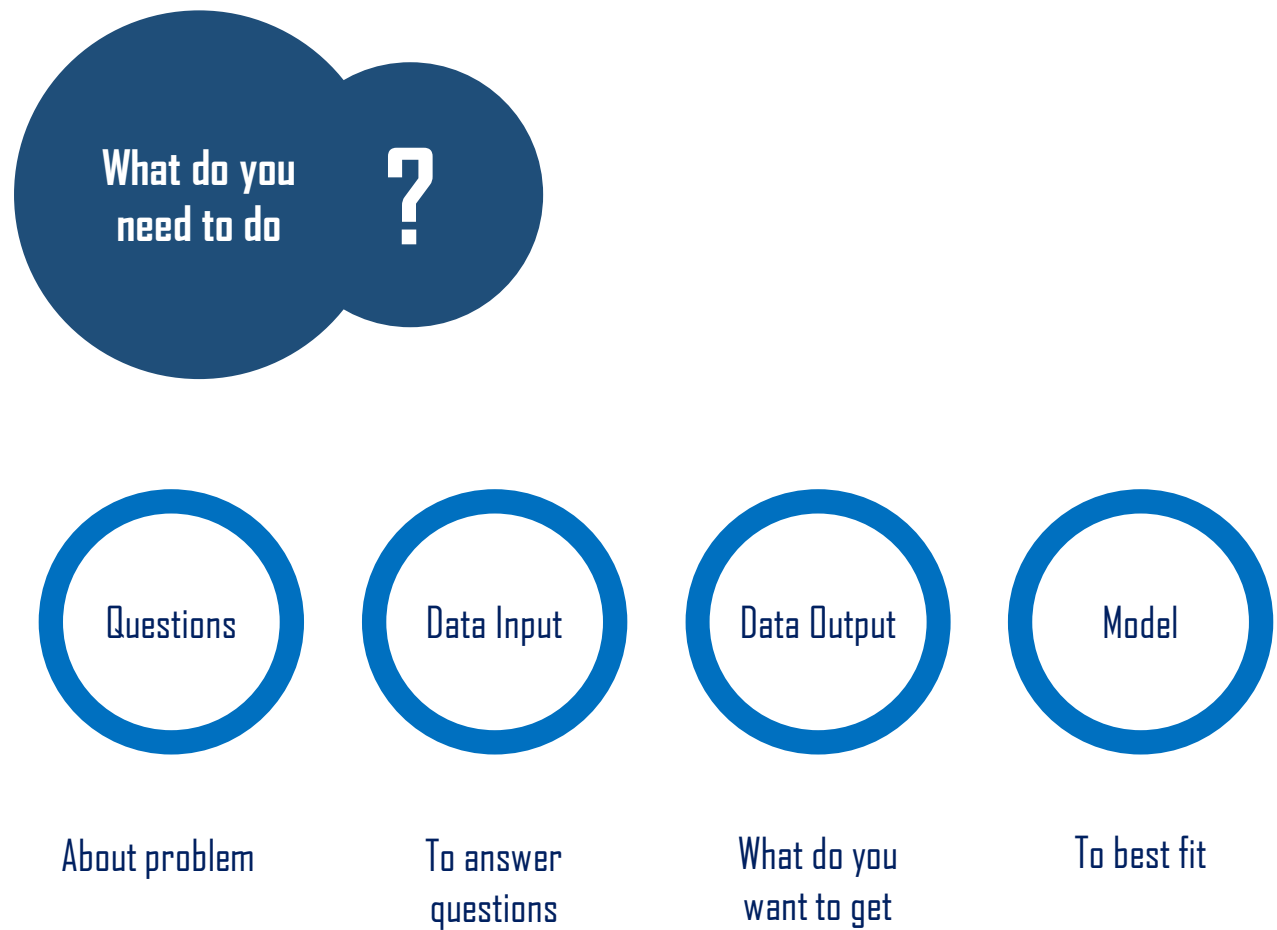 What do you
need to do
?
Questions
Data Input
Data Output
Model
About problem
To answer
questions
What do you
want to get
To best fit